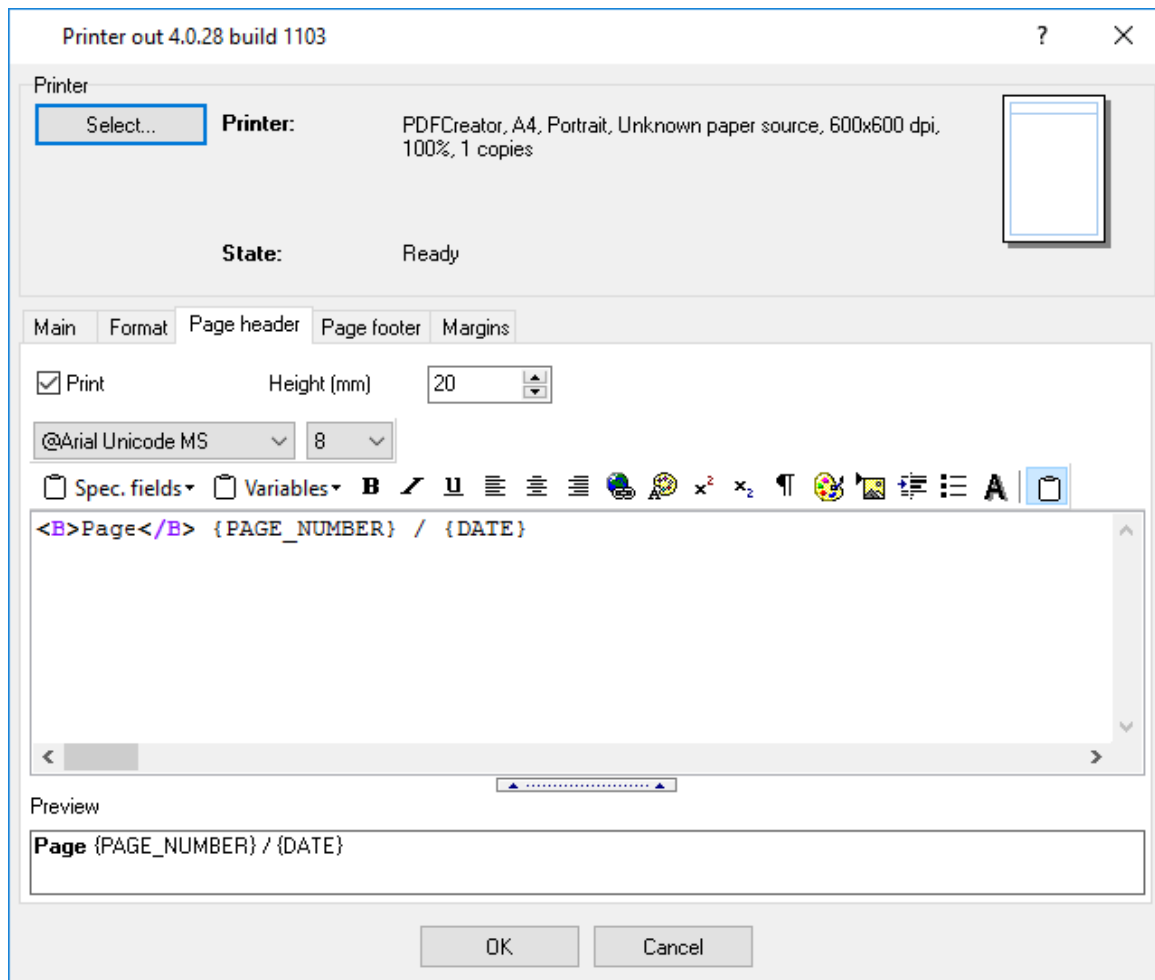 Printer out 4.0.28 build 1103 ?
Printer
Select... Printer: PDFCreator, A4, Portrait, Unknown paper source, 600x600 dpi,
100%, 1 copies
State: Ready
Main Format Page header Page footer Margins
Print Height (mm) 20
@Arial Unicode MS 8
Spec. fields Variables B I u x² x₂ ¶ A
<B>Page</B> {PAGE_NUMBER} / {DATE}
Preview
Page {PAGE_NUMBER} / {DATE}
OK Cancel